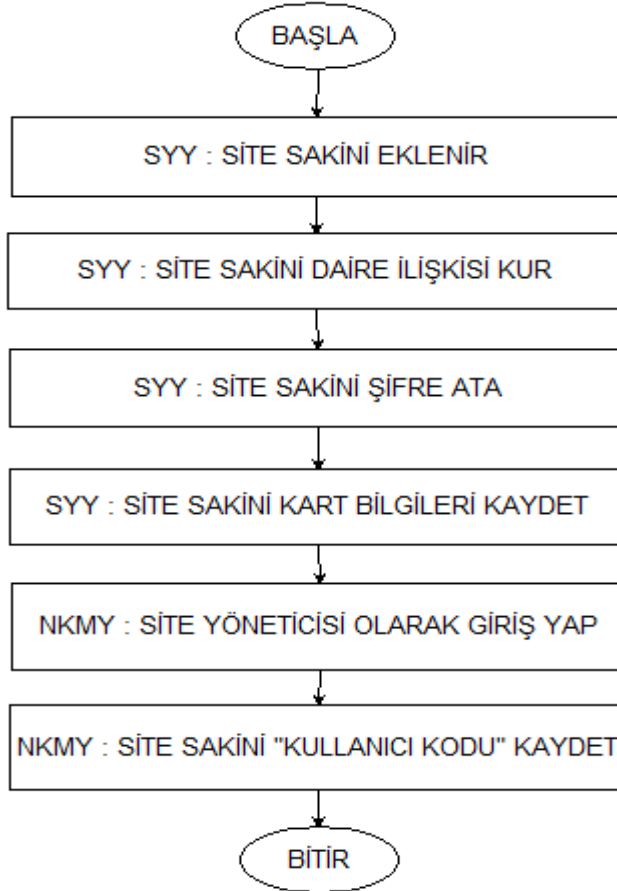 BAŞLA
SYY : SİTE SAKİNİ EKLENİR
SYY : SİTE SAKİNİ DAİRE İLİŞKİSİ KUR
SYY : SİTE SAKİNİ ŞİFRE ATA
SYY : SİTE SAKİNİ KART BİLGİLERİ KAYDET
NKMY : SİTE YÖNETİCİSİ OLARAK GİRİŞ YAP
NKMY : SİTE SAKİNİ "KULLANICI KODU" KAYDET
BİTİR